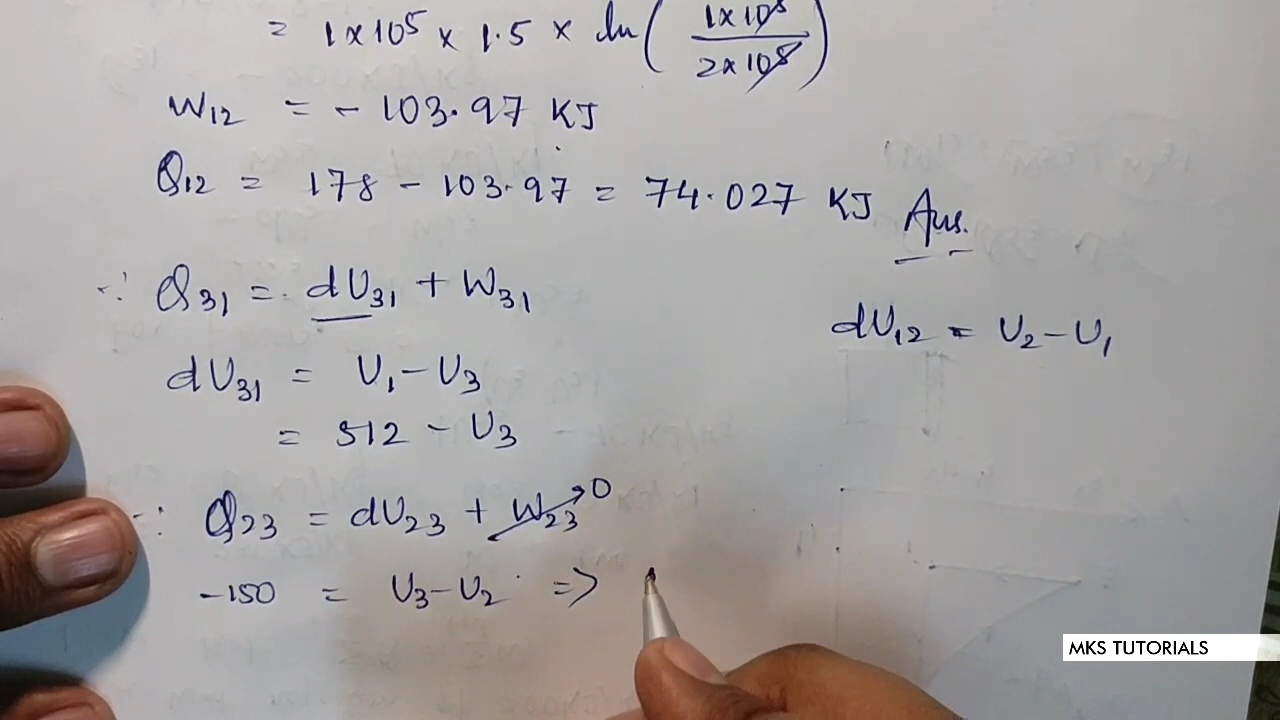 = 1×10⁵ × 1.5 × ln( 1×10⁵ / 2×10⁵ )
W₁₂ = - 103.97 KJ
Q₁₂ = 178 - 103.97 = 74.027 KJ Ans.
∴ Q₃₁ = dU₃₁ + W₃₁
dU₁₂ = U₂ - U₁
dU₃₁ = U₁ - U₃
= 512 - U₃
∵ Q₂₃ = dU₂₃ + W₂₃ 0
-150 = U₃ - U₂ =>
MKS TUTORIALS